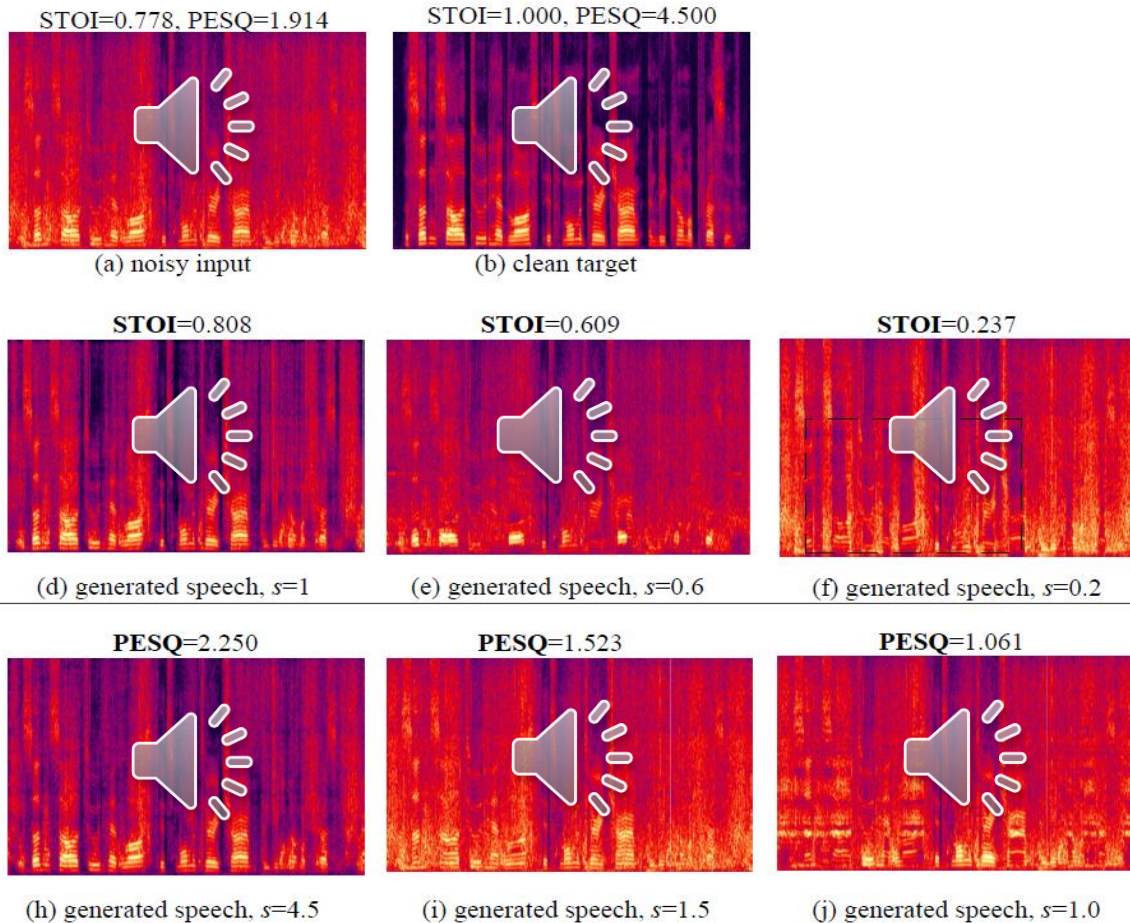 STOI=0.778, PESQ=1.914
STOI=1.000, PESQ=4.500
(a) noisy input
(b) clean target
STOI=0.808
STOI=0.609
STOI=0.237
(d) generated speech, s=1
(e) generated speech, s=0.6
(f) generated speech, s=0.2
PESQ=2.250
PESQ=1.523
PESQ=1.061
(h) generated speech, s=4.5
(i) generated speech, s=1.5
(j) generated speech, s=1.0